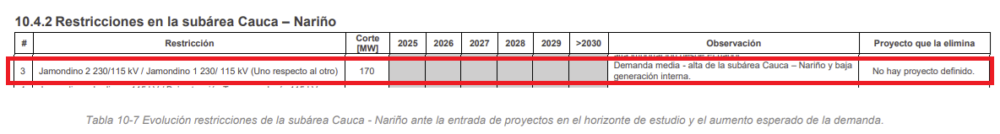 10.4.2 Restricciones en la subárea Cauca – Nariño
# Restricción Corte [MW] 2025 2026 2027 2028 2029 >2030 Observación Proyecto que la elimina
3 Jamondino 2 230/115 kV / Jamondino 1 230/ 115 kV (Uno respecto al otro) 170 Demanda media - alta de la subárea Cauca – Nariño y baja generación interna. No hay proyecto definido.
Tabla 10-7 Evolución restricciones de la subárea Cauca - Nariño ante la entrada de proyectos en el horizonte de estudio y el aumento esperado de la demanda.